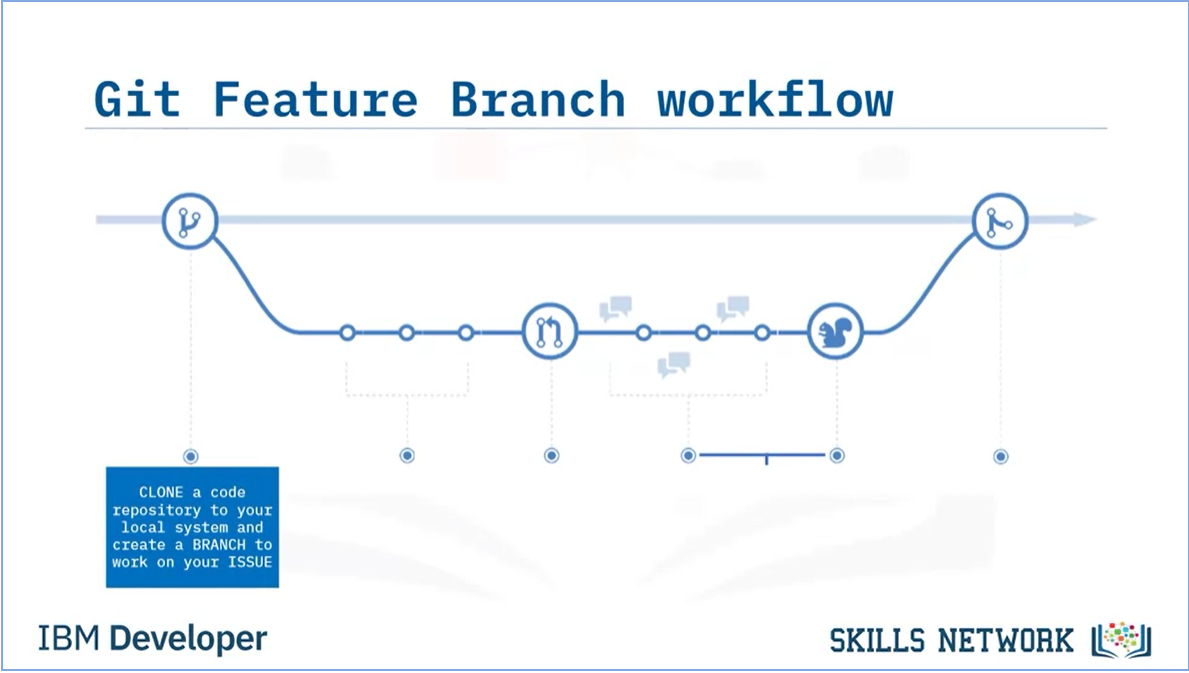 Git Feature Branch workflow
CLONE a code
repository to your
local system and
create a BRANCH to
work on your ISSUE
IBM Developer
SKILLS NETWORK